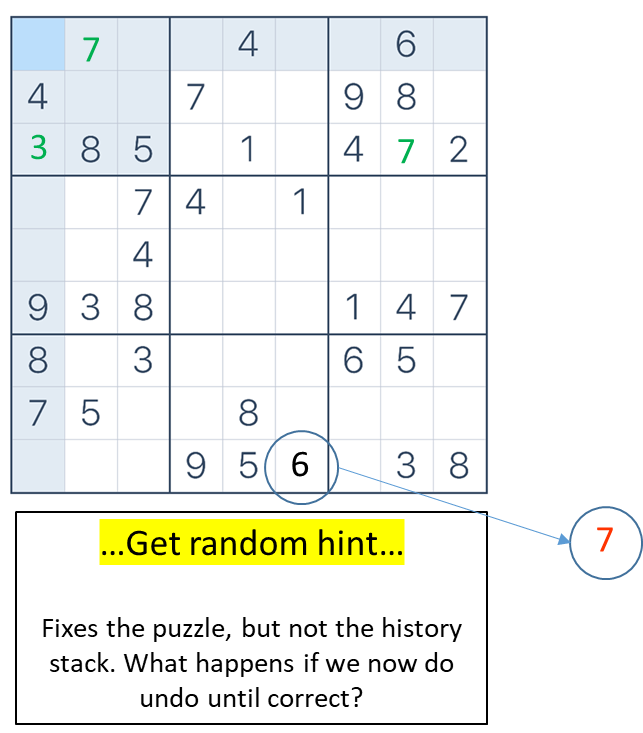 7 4 6
4 7 9 8
3 8 5 1 4 7 2
7 4 1
4
9 3 8 1 4 7
8 3 6 5
7 5 8
9 5 6 3 8
7
...Get random hint...
Fixes the puzzle, but not the history
stack. What happens if we now do
undo until correct?